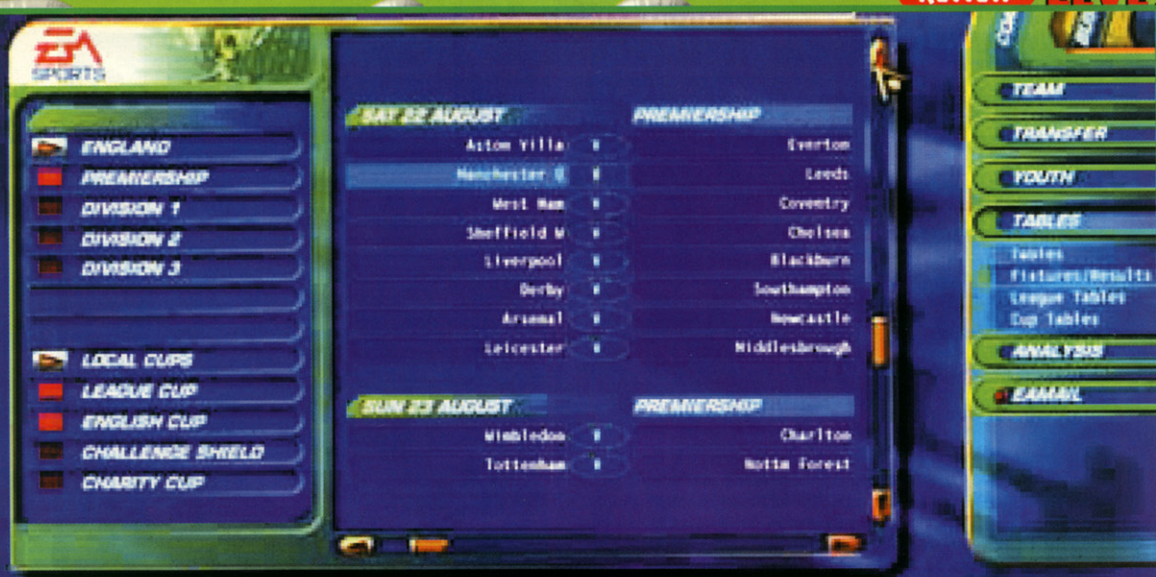 EA
SPORTS
ENGLAND
PREMIERSHIP
DIVISION 1
DIVISION 2
DIVISION 3
LOCAL CUPS
LEAGUE CUP
ENGLISH CUP
CHALLENGE SHIELD
CHARITY CUP
SAT 22 AUGUST PREMIERSHIP
Aston Villa V Everton
Manchester U V Leeds
West Ham V Coventry
Sheffield W V Chelsea
Liverpool V Blackburn
Derby V Southampton
Arsenal V Newcastle
Leicester V Middlesbrough
SUN 23 AUGUST PREMIERSHIP
Wimbledon V Charlton
Tottenham V Nottm Forest
TEAM
TRANSFER
YOUTH
TABLES
Tables
Fixtures/Results
League Tables
Cup Tables
ANALYSIS
EAMAIL